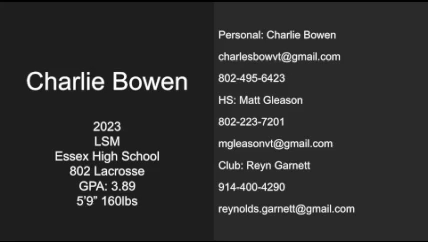 Charlie Bowen
2023
LSM
Essex High School
802 Lacrosse
GPA: 3.89
5'9" 160lbs
Personal: Charlie Bowen
charlesbowvt@gmail.com
802-495-6423
HS: Matt Gleason
802-223-7201
mgleasonvt@gmail.com
Club: Reyn Garnett
914-400-4290
reynolds.garnett@gmail.com